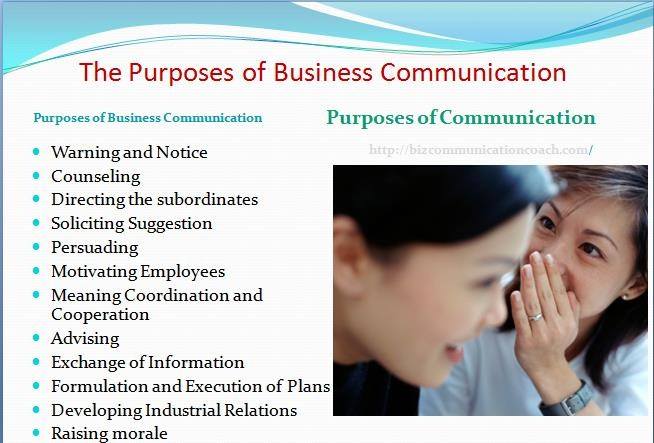 The Purposes of Business Communication
Purposes of Business Communication
Purposes of Communication
http://bizcommunicationcoach.com/
Warning and Notice
Counseling
Directing the subordinates
Soliciting Suggestion
Persuading
Motivating Employees
Meaning Coordination and
Cooperation
Advising
Exchange of Information
Formulation and Execution of Plans
Developing Industrial Relations
Raising morale